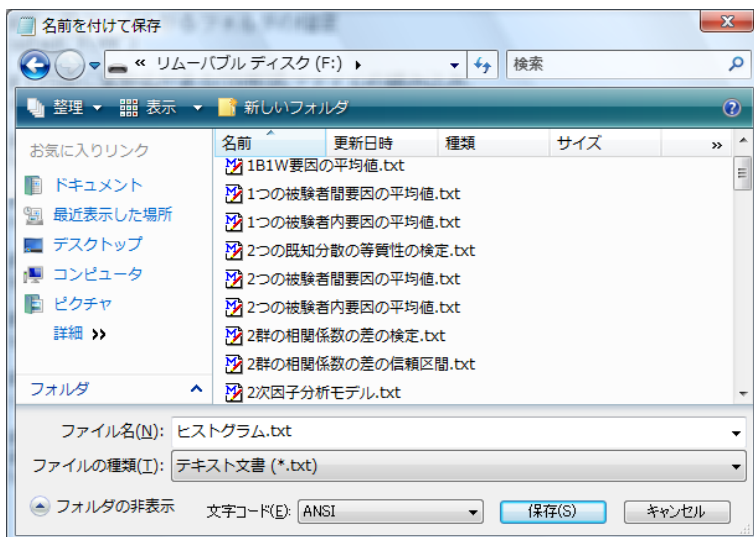 名前を付けて保存
« リムーバブル ディスク (F:)
検索
整理 表示 新しいフォルダ
お気に入りリンク
ドキュメント
最近表示した場所
デスクトップ
コンピュータ
ピクチャ
詳細 »
フォルダ
名前 更新日時 種類 サイズ »
1B1W要因の平均値.txt
1つの被験者間要因の平均値.txt
1つの被験者内要因の平均値.txt
2つの既知分散の等質性の検定.txt
2つの被験者間要因の平均値.txt
2つの被験者内要因の平均値.txt
2群の相関係数の差の検定.txt
2群の相関係数の差の信頼区間.txt
2次因子分析モデル.txt
ファイル名(N): ヒストグラム.txt
ファイルの種類(T): テキスト文書 (*.txt)
フォルダの非表示 文字コード(E): ANSI 保存(S) キャンセル